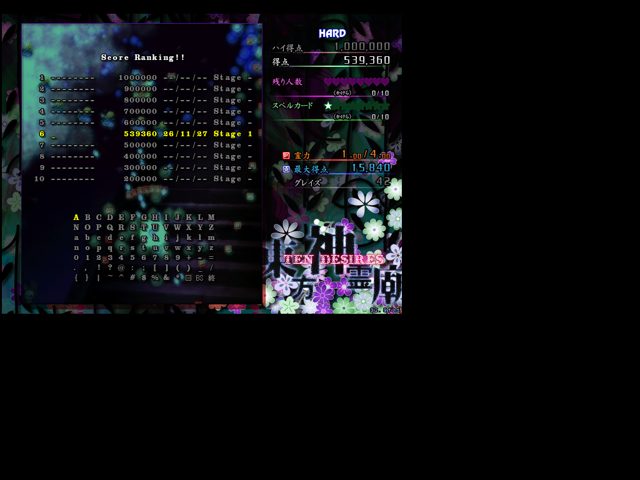 Score Ranking!!
1 -------- 1000000 --/--/-- Stage -
2 -------- 900000 --/--/-- Stage -
3 -------- 800000 --/--/-- Stage -
4 -------- 700000 --/--/-- Stage -
5 -------- 600000 --/--/-- Stage -
6 _ 539360 26/11/27 Stage 1
7 -------- 500000 --/--/-- Stage -
8 -------- 400000 --/--/-- Stage -
9 -------- 300000 --/--/-- Stage -
10 -------- 200000 --/--/-- Stage -
A B C D E F G H I J K L M
N O P Q R S T U V W X Y Z
a b c d e f g h i j k l m
n o p q r s t u v w x y z
0 1 2 3 4 5 6 7 8 9 + - =
. , ! ? @ : ; [ ] ( ) _ /
{ } | ~ ^ # $ % & *
終
HARD
ハイ得点 1,000,000
得点 539,360
残り人数
0/10
スペルカード
0/10
霊力 1.00/4.00
最大得点 15,840
グレイズ 42
東方神霊廟
TEN DESIRES